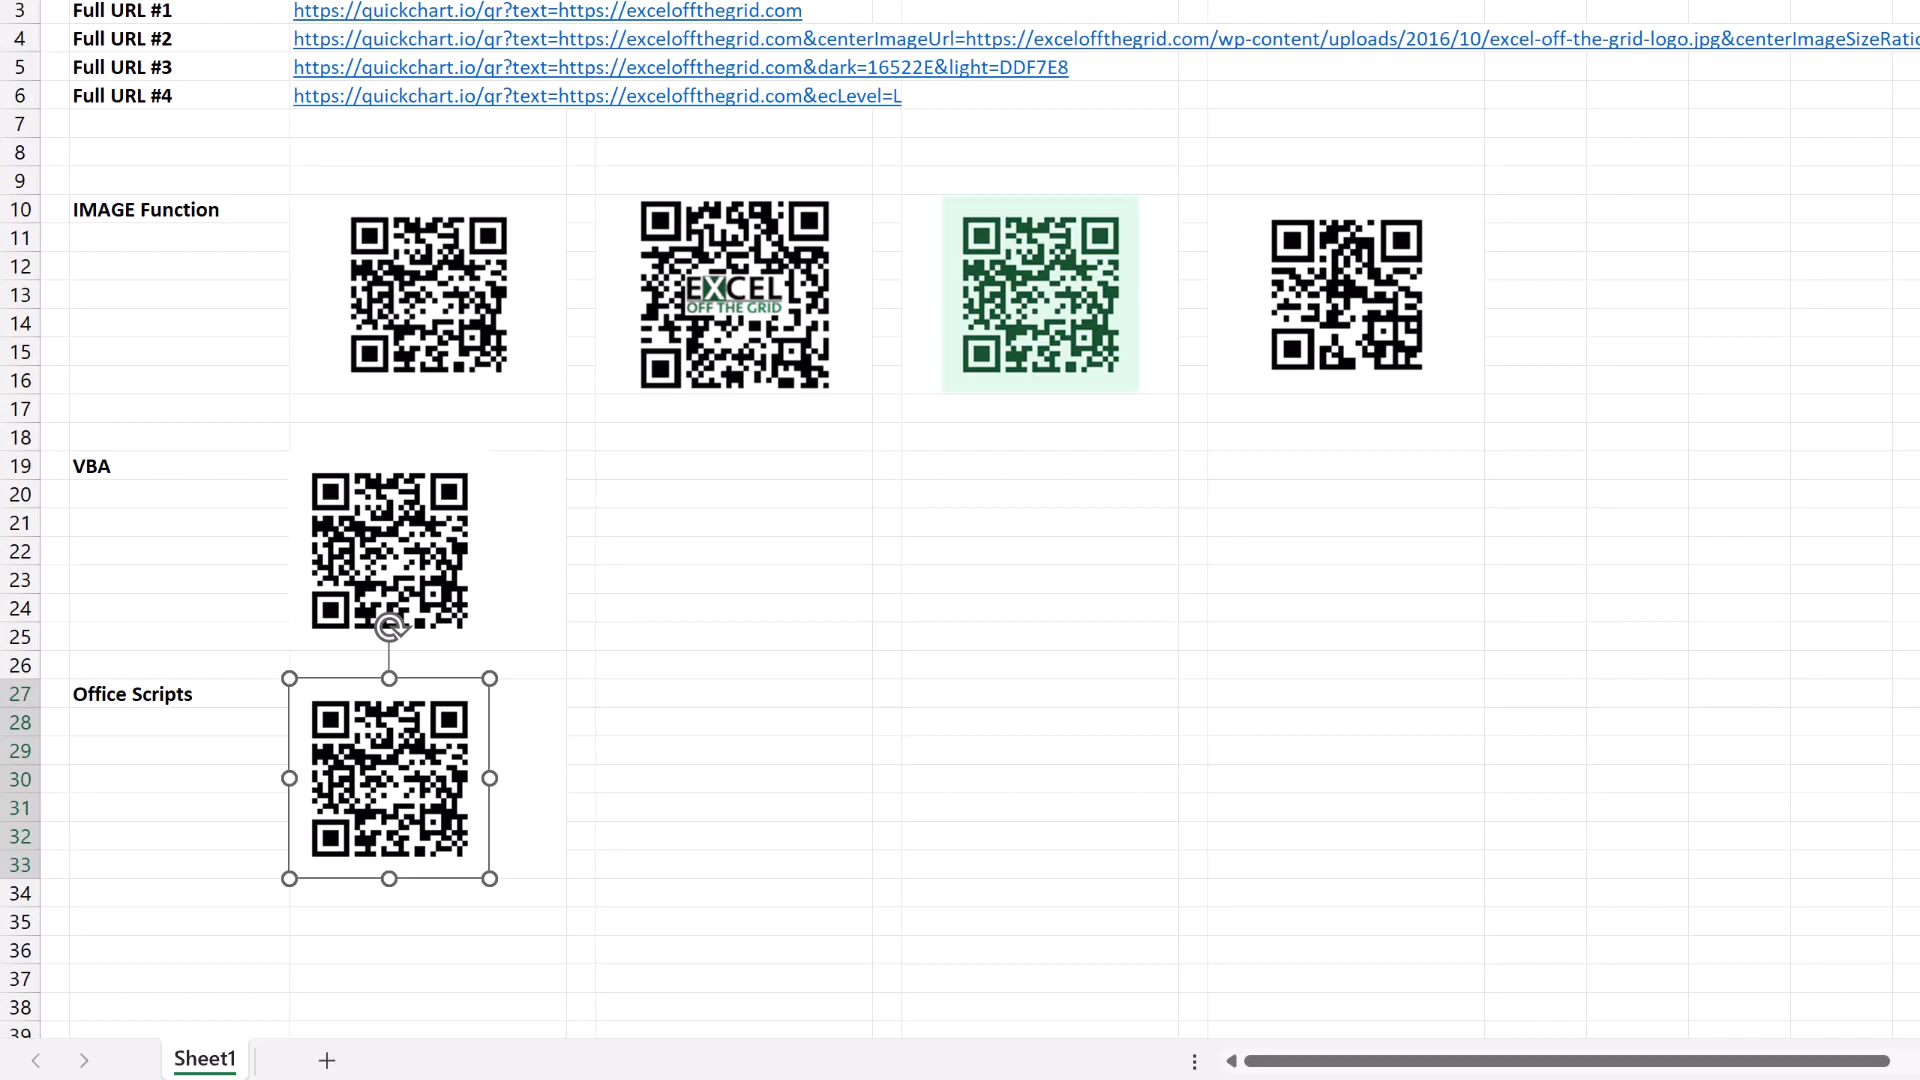 3 Full URL #1 https://quickchart.io/qr?text=https://exceloffthegrid.com
4 Full URL #2 https://quickchart.io/qr?text=https://exceloffthegrid.com&centerImageUrl=https://exceloffthegrid.com/wp-content/uploads/2016/10/excel-off-the-grid-logo.jpg&centerImageSizeRatio
5 Full URL #3 https://quickchart.io/qr?text=https://exceloffthegrid.com&dark=16522E&light=DDF7E8
6 Full URL #4 https://quickchart.io/qr?text=https://exceloffthegrid.com&ecLevel=L
7
8
9
10 IMAGE Function
11
12
13 EXCEL
14 OFF THE GRID
15
16
17
18
19 VBA
20
21
22
23
24
25
26
27 Office Scripts
28
29
30
31
32
33
34
35
36
37
38
39
Sheet1